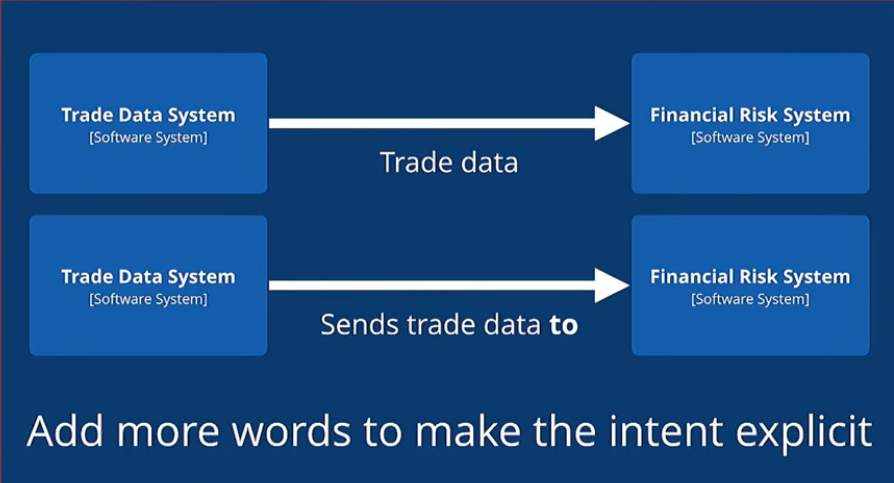 Trade Data System
[Software System]
Trade data
Financial Risk System
[Software System]
Trade Data System
[Software System]
Sends trade data to
Financial Risk System
[Software System]
Add more words to make the intent explicit